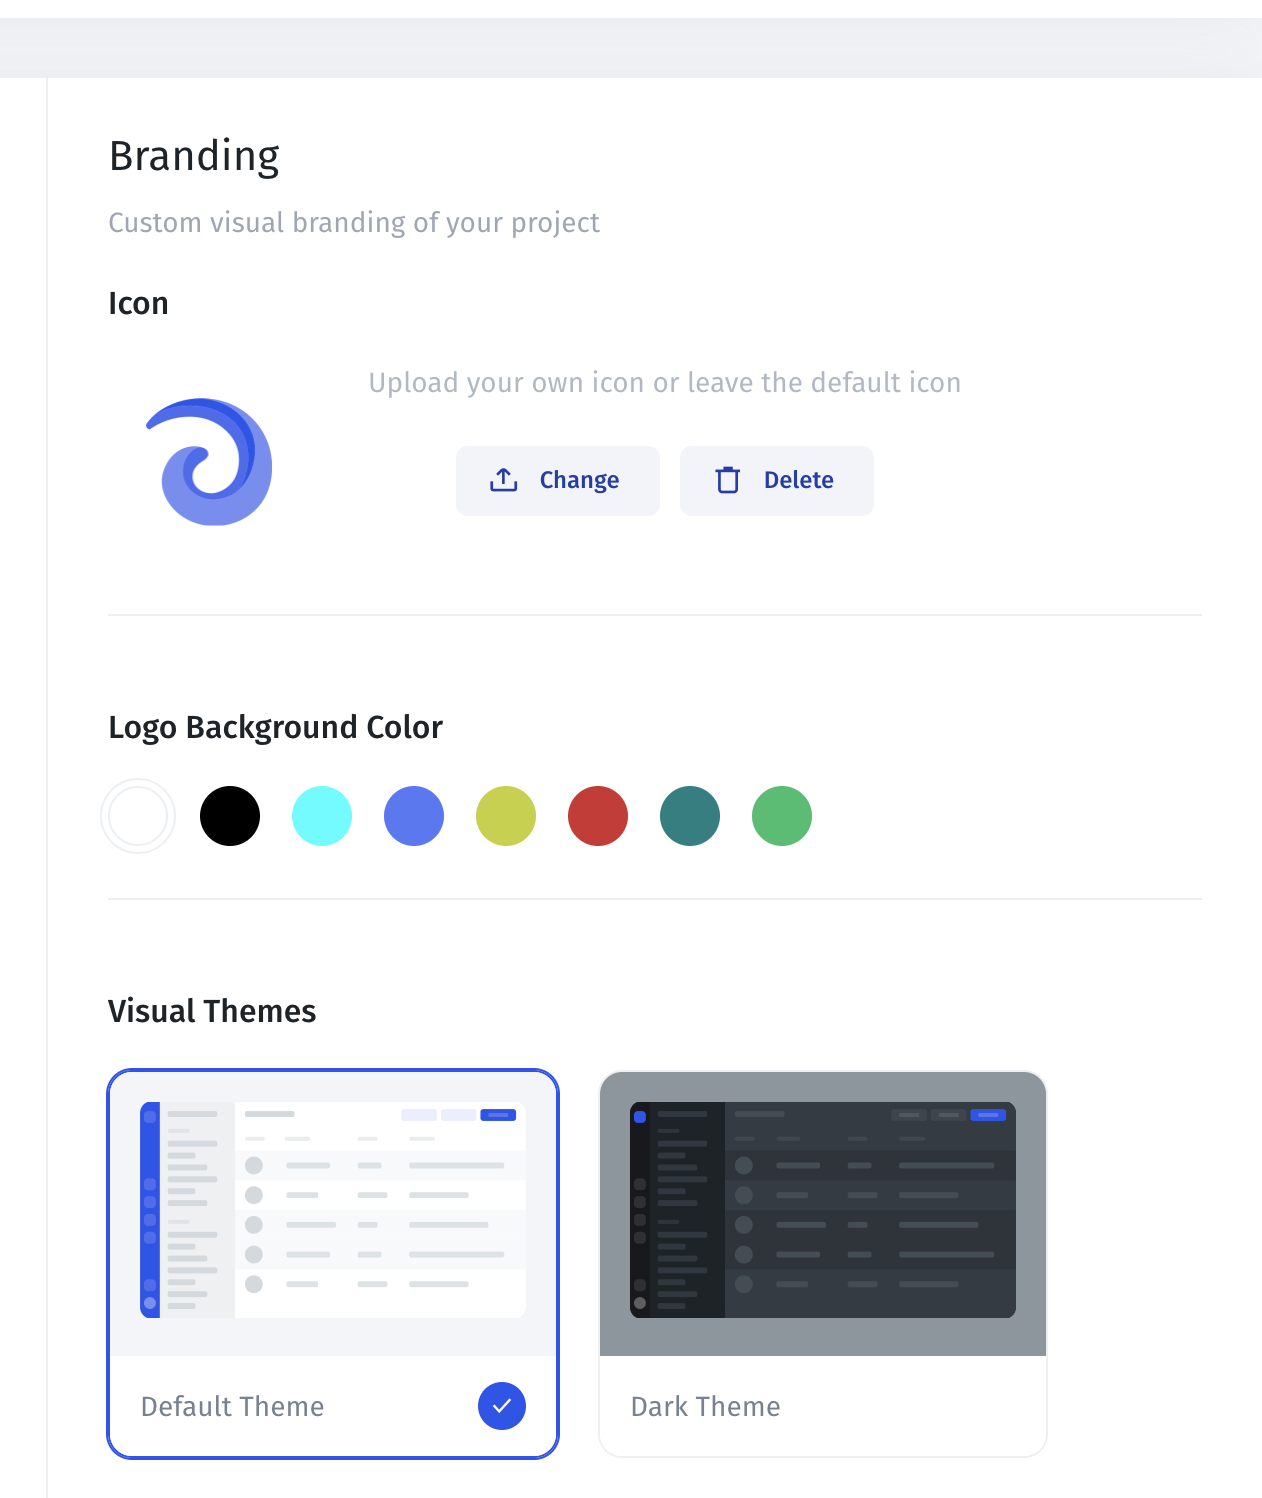 Branding
Custom visual branding of your project
Icon
Upload your own icon or leave the default icon
Change
Delete
Logo Background Color
Visual Themes
Default Theme
Dark Theme